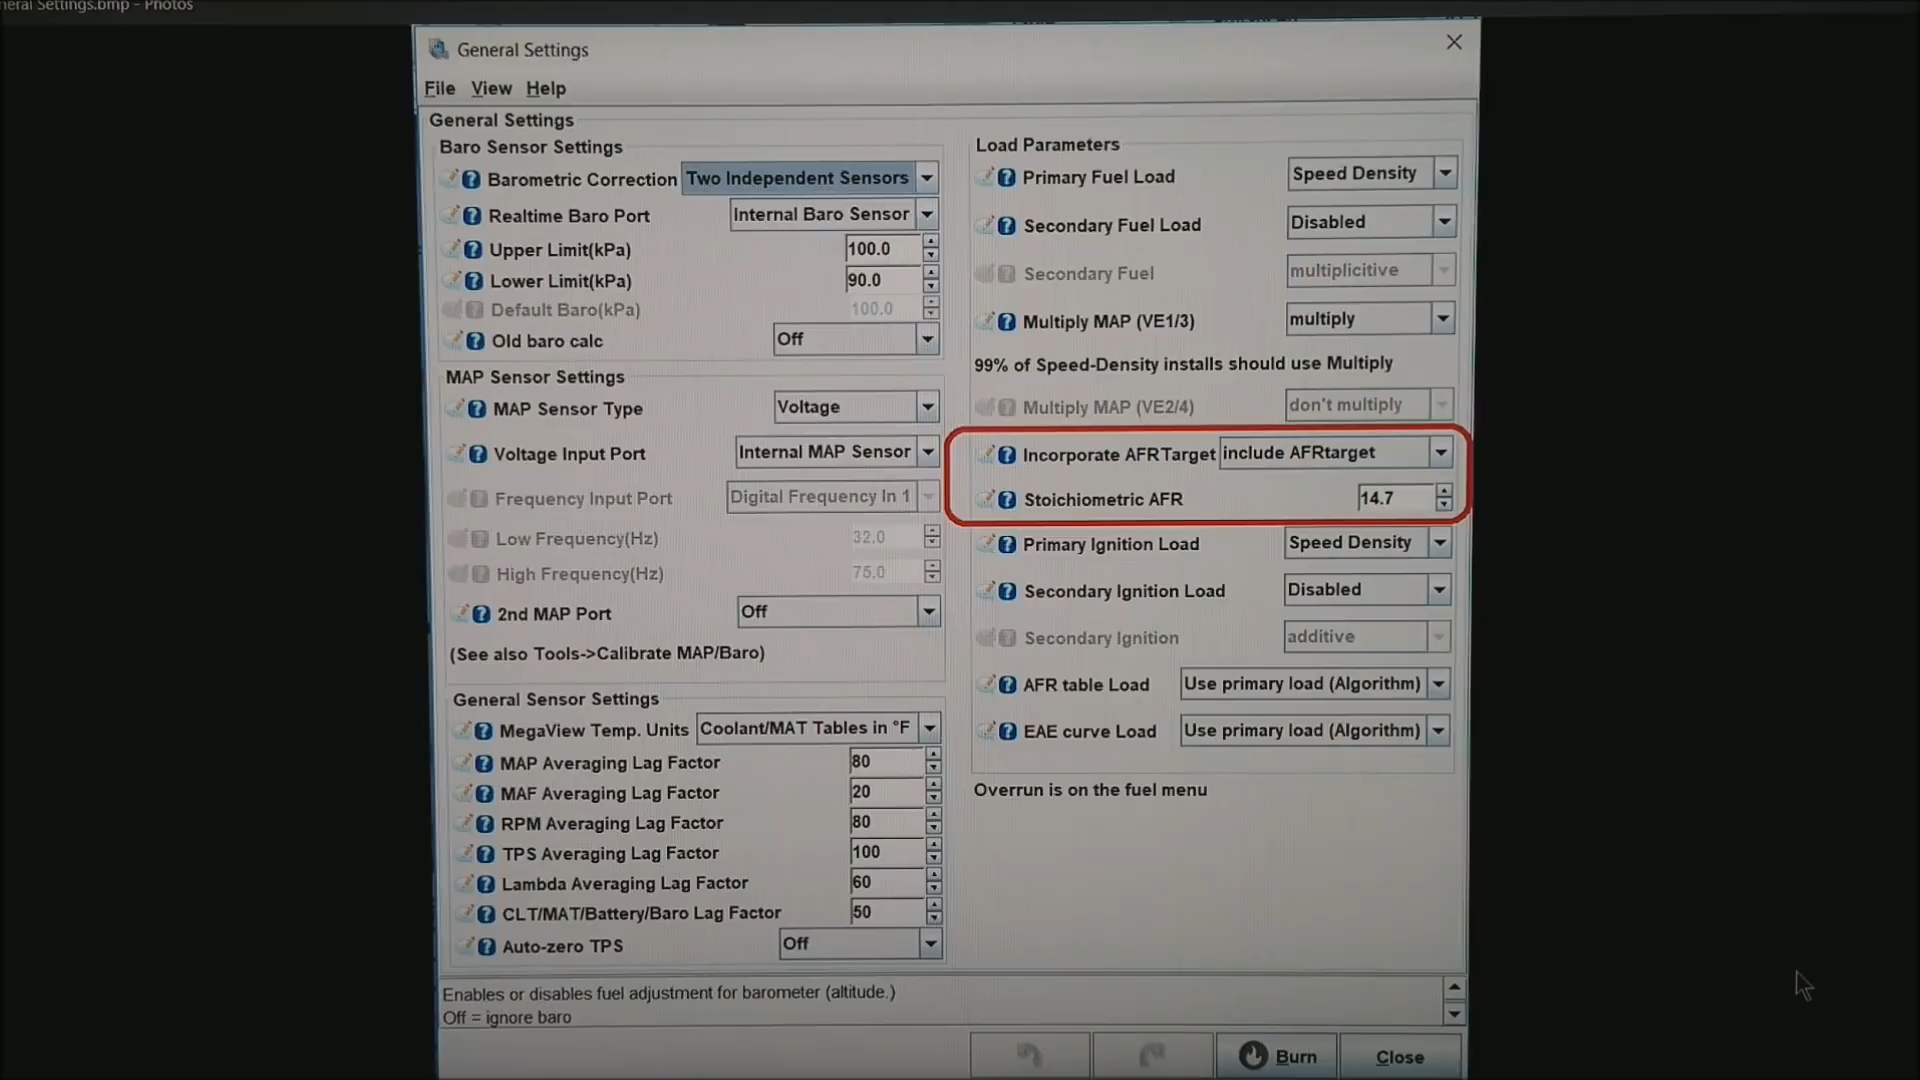 neral Settings.bmp - Photos
General Settings
File View Help
General Settings
Baro Sensor Settings
Barometric Correction Two Independent Sensors
Realtime Baro Port Internal Baro Sensor
Upper Limit(kPa) 100.0
Lower Limit(kPa) 90.0
Default Baro(kPa) 100.0
Old baro calc Off
MAP Sensor Settings
MAP Sensor Type Voltage
Voltage Input Port Internal MAP Sensor
Frequency Input Port Digital Frequency In 1
Low Frequency(Hz) 32.0
High Frequency(Hz) 75.0
2nd MAP Port Off
(See also Tools->Calibrate MAP/Baro)
General Sensor Settings
MegaView Temp. Units Coolant/MAT Tables in °F
MAP Averaging Lag Factor 80
MAF Averaging Lag Factor 20
RPM Averaging Lag Factor 80
TPS Averaging Lag Factor 100
Lambda Averaging Lag Factor 60
CLT/MAT/Battery/Baro Lag Factor 50
Auto-zero TPS Off
Load Parameters
Primary Fuel Load Speed Density
Secondary Fuel Load Disabled
Secondary Fuel multiplicitive
Multiply MAP (VE1/3) multiply
99% of Speed-Density installs should use Multiply
Multiply MAP (VE2/4) don't multiply
Incorporate AFRTarget include AFRtarget
Stoichiometric AFR 14.7
Primary Ignition Load Speed Density
Secondary Ignition Load Disabled
Secondary Ignition additive
AFR table Load Use primary load (Algorithm)
EAE curve Load Use primary load (Algorithm)
Overrun is on the fuel menu
Enables or disables fuel adjustment for barometer (altitude.)
Off = ignore baro
Burn Close